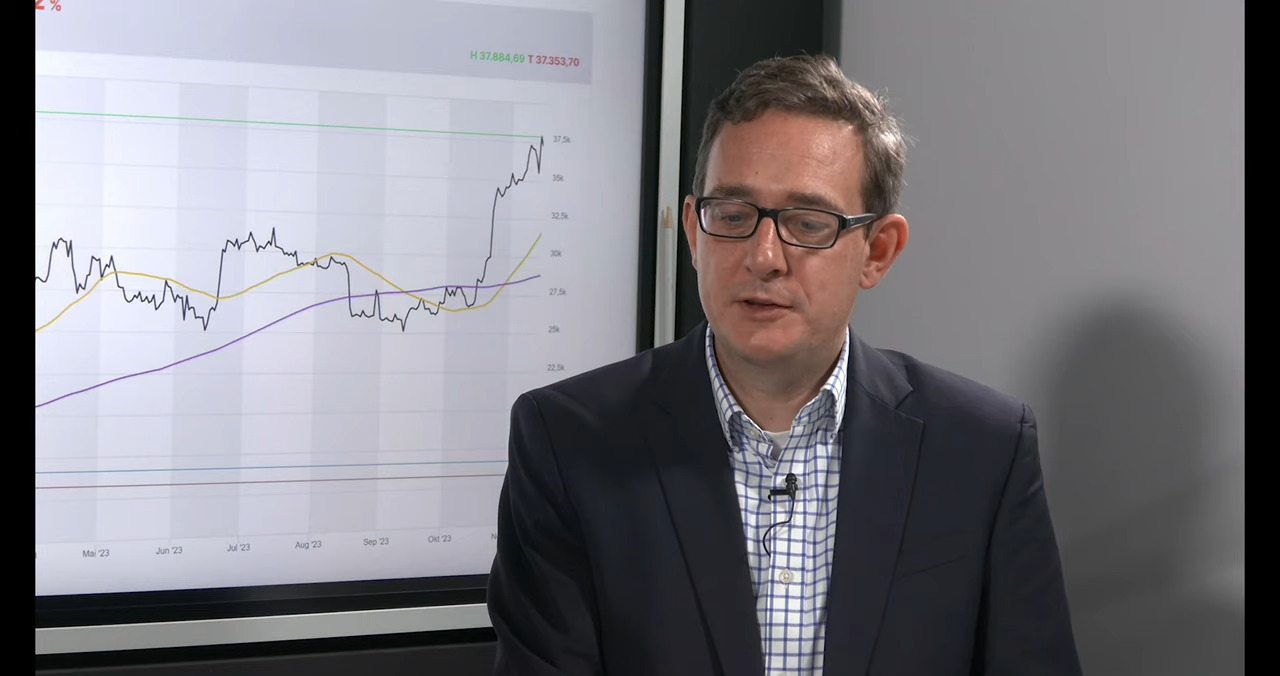 2 %
H 37.884,69 T 37.353,70
37,5k
35k
32,5k
30k
27,5k
25k
22,5k
Mai '23 Jun '23 Jul '23 Aug '23 Sep '23 Okt '23